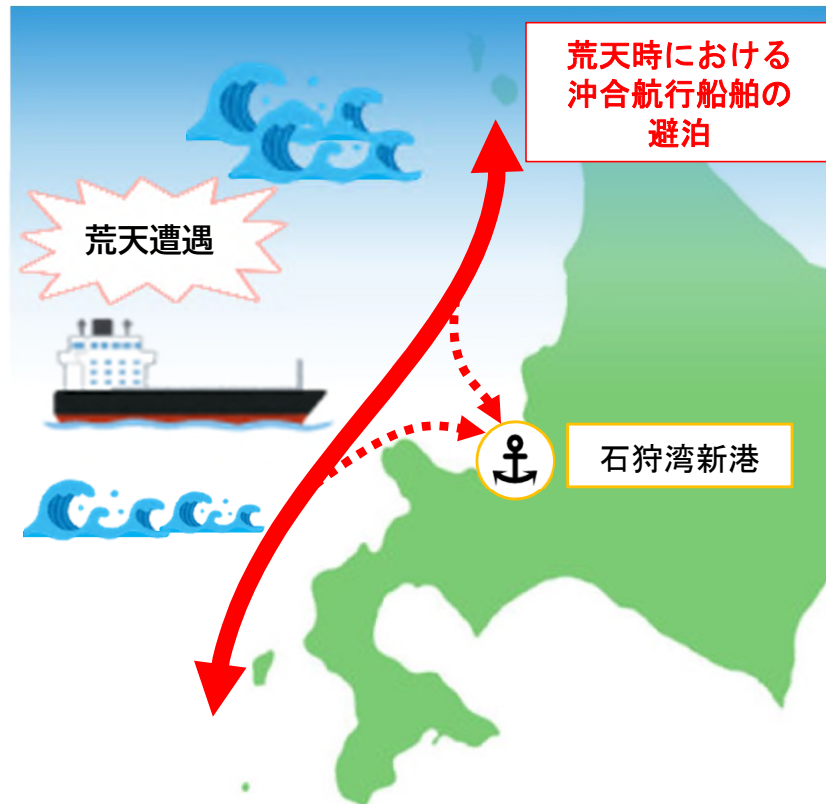 荒天時における
沖合航行船舶の
避泊
荒天遭遇
石狩湾新港